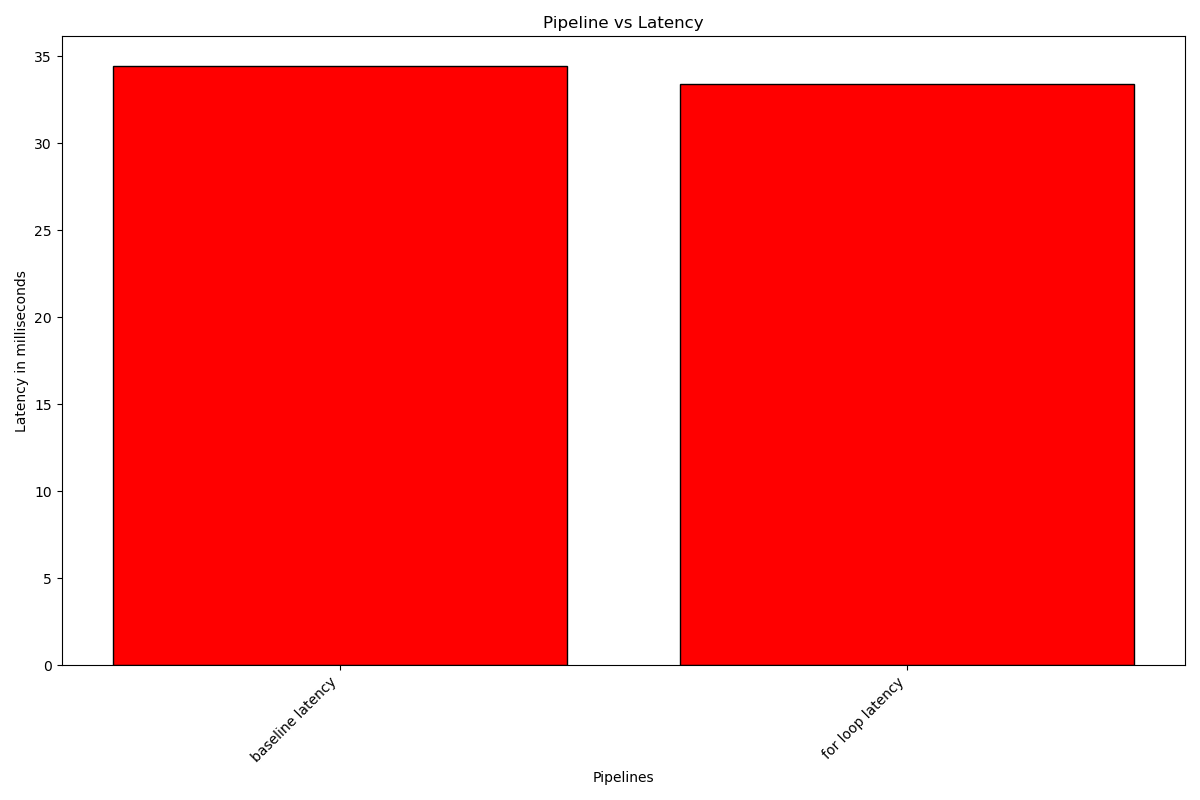 Pipeline vs Latency
Latency in milliseconds
35
30
25
20
15
10
5
0
baseline latency
for loop latency
Pipelines